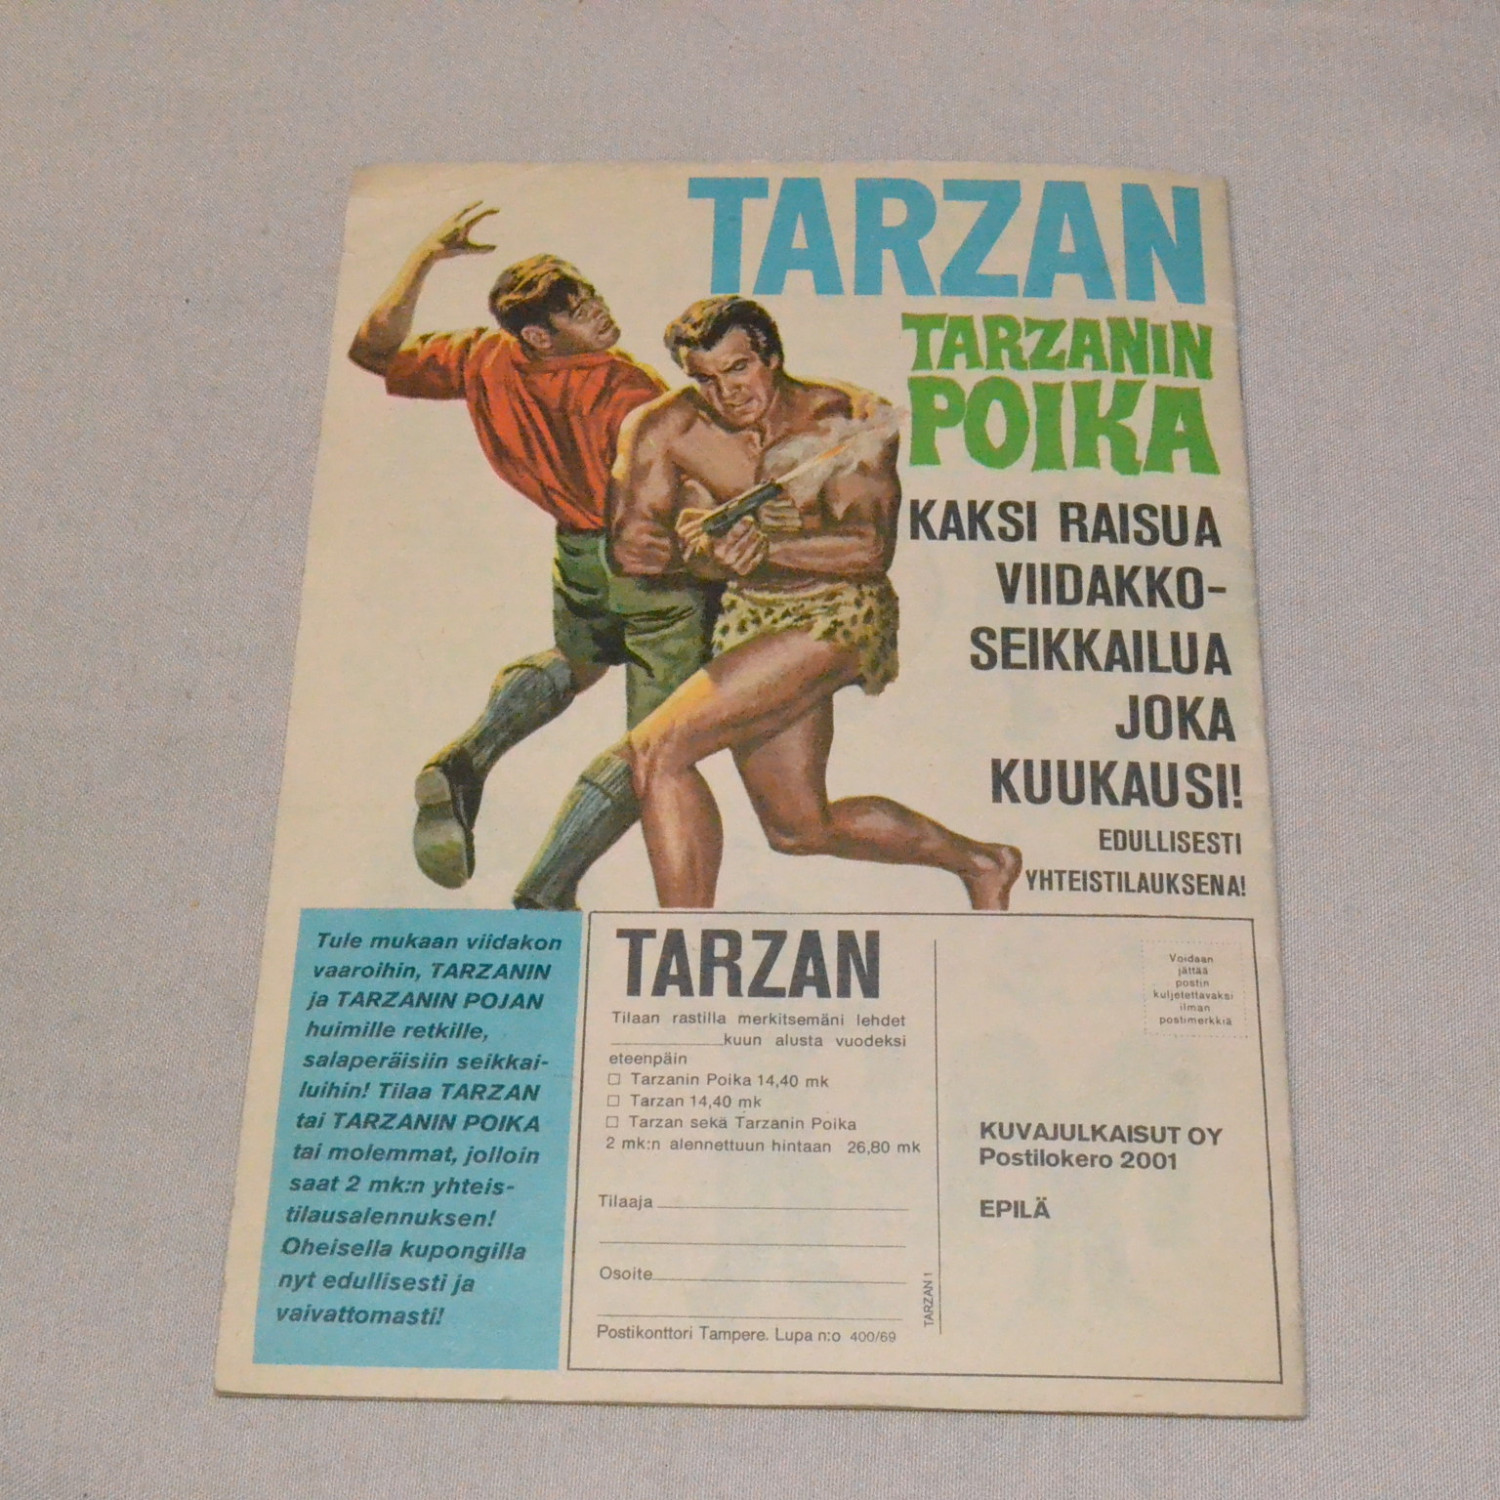 TARZAN
TARZANIN
POIKA
KAKSI RAISUA
VIIDAKKO-
SEIKKAILUA
JOKA
KUUKAUSI!
EDULLISESTI
YHTEISTILAUKSENA!
Tule mukaan viidakon
vaaroihin, TARZANIN
ja TARZANIN POJAN
huimille retkille,
salaperäisiin seikkai-
luihin! Tilaa TARZAN
tai TARZANIN POIKA
tai molemmat, jolloin
saat 2 mk:n yhteis-
tilausalennuksen!
Oheisella kupongilla
nyt edullisesti ja
vaivattomasti!
TARZAN
Tilaan rastilla merkitsemäni lehdet
____________kuun alusta vuodeksi
eteenpäin
☐ Tarzanin Poika 14,40 mk
☐ Tarzan 14,40 mk
☐ Tarzan sekä Tarzanin Poika
2 mk:n alennettuun hintaan 26,80 mk
Tilaaja
Osoite
Postikonttori Tampere. Lupa n:o 400/69
TARZAN 1
Voidaan
jättää
postin
kuljetettavaksi
ilman
postimerkkiä
KUVAJULKAISUT OY
Postilokero 2001
EPILÄ